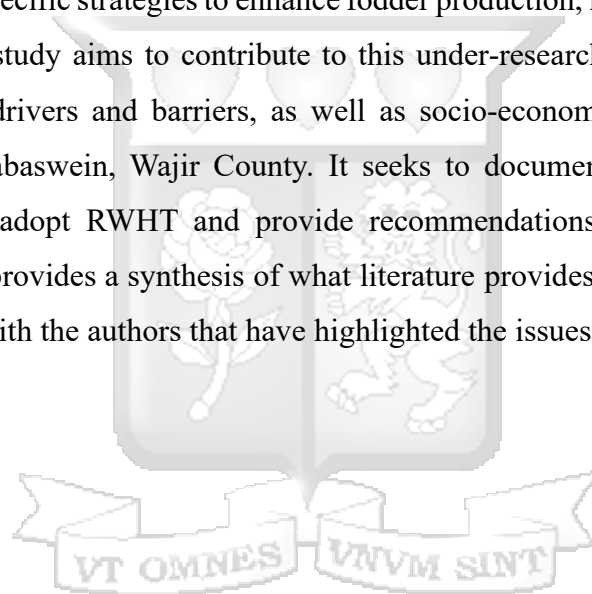 ecific strategies to enhance fodder production,
study aims to contribute to this under-research
drivers and barriers, as well as socio-econom
abaswein, Wajir County. It seeks to documen
adopt RWHT and provide recommendations
provides a synthesis of what literature provides
ith the authors that have highlighted the issues
VT OMNES VNVM SINT